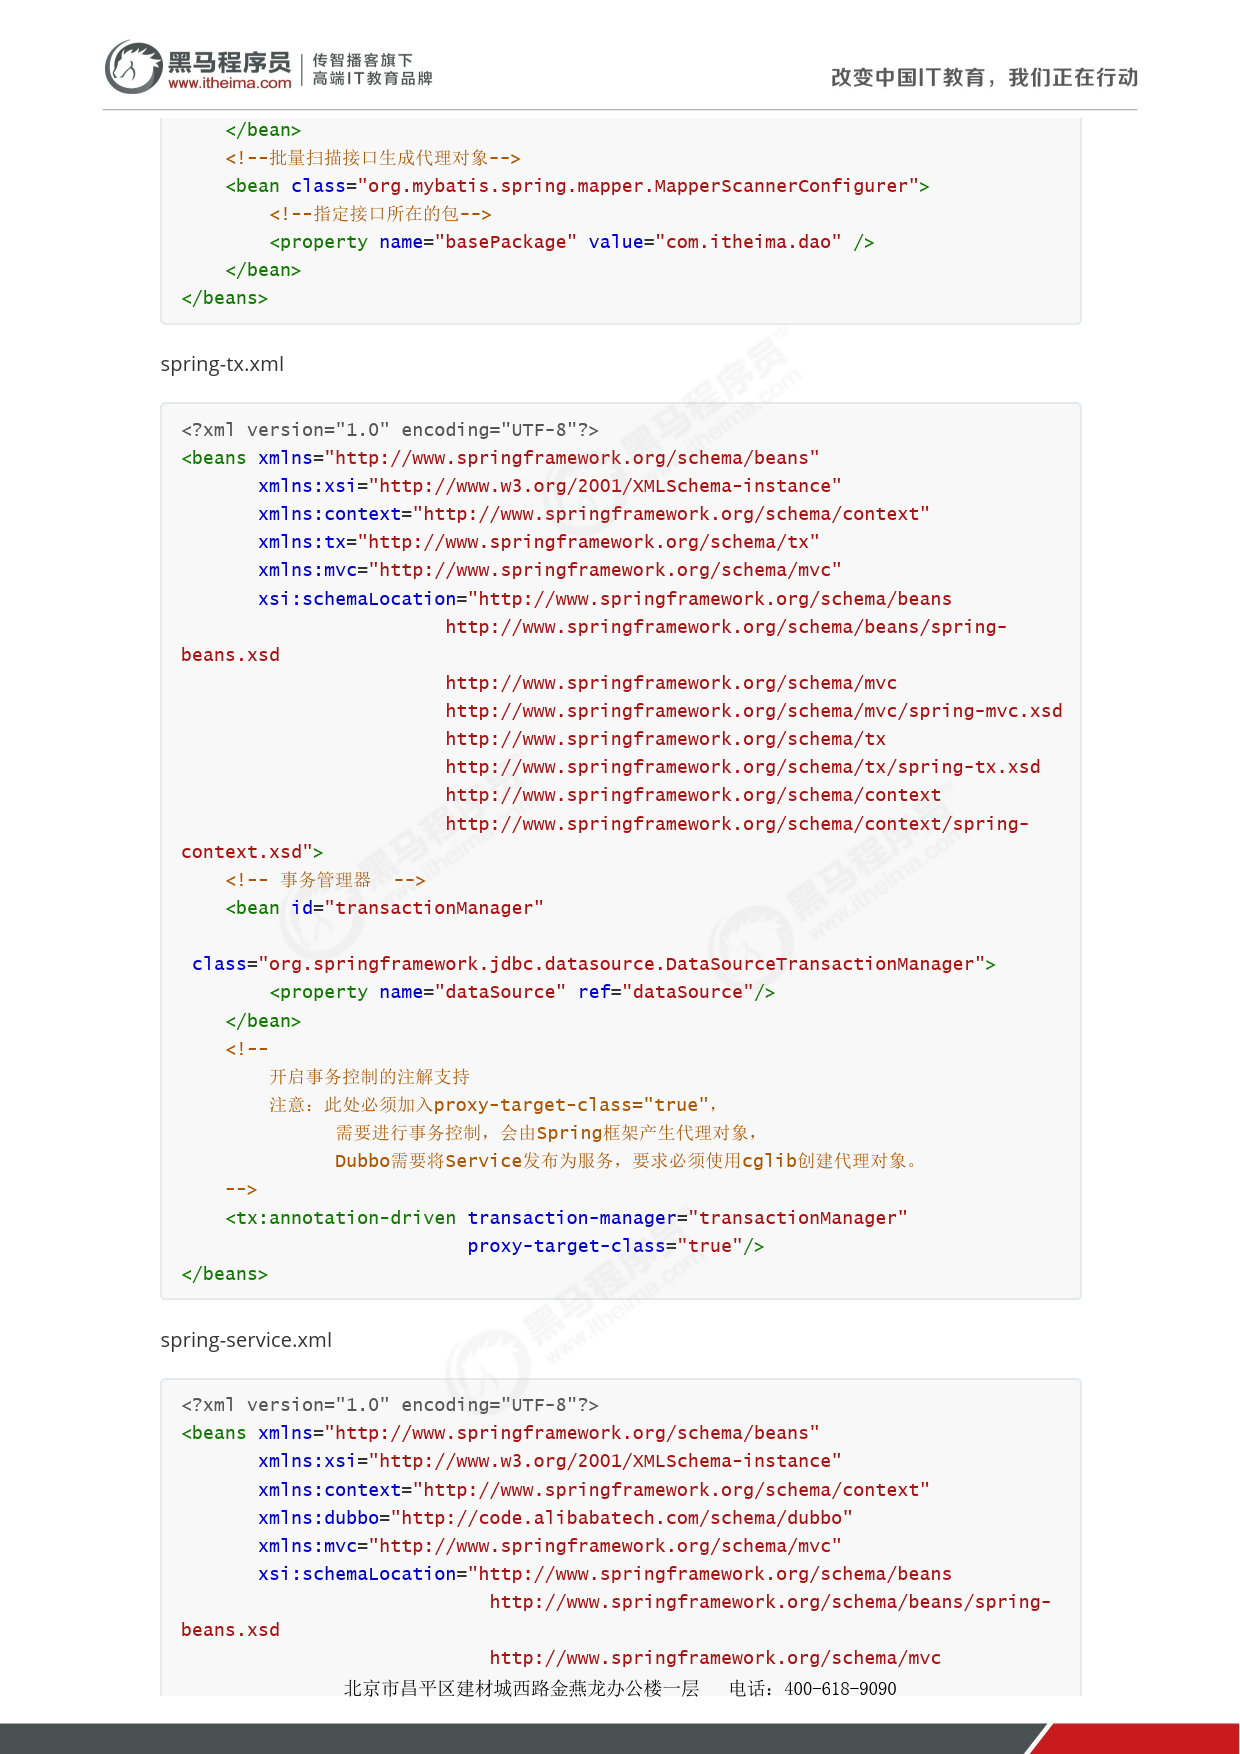 黑马程序员
www.itheima.com
传智播客旗下
高端IT教育品牌
改变中国IT教育，我们正在行动
    </bean>
    <!--批量扫描接口生成代理对象-->
    <bean class="org.mybatis.spring.mapper.MapperScannerConfigurer">
        <!--指定接口所在的包-->
        <property name="basePackage" value="com.itheima.dao" />
    </bean>
</beans>
spring-tx.xml
<?xml version="1.0" encoding="UTF-8"?>
<beans xmlns="http://www.springframework.org/schema/beans"
       xmlns:xsi="http://www.w3.org/2001/XMLSchema-instance"
       xmlns:context="http://www.springframework.org/schema/context"
       xmlns:tx="http://www.springframework.org/schema/tx"
       xmlns:mvc="http://www.springframework.org/schema/mvc"
       xsi:schemaLocation="http://www.springframework.org/schema/beans
                        http://www.springframework.org/schema/beans/spring-
beans.xsd
                        http://www.springframework.org/schema/mvc
                        http://www.springframework.org/schema/mvc/spring-mvc.xsd
                        http://www.springframework.org/schema/tx
                        http://www.springframework.org/schema/tx/spring-tx.xsd
                        http://www.springframework.org/schema/context
                        http://www.springframework.org/schema/context/spring-
context.xsd">
    <!-- 事务管理器  -->
    <bean id="transactionManager"
 class="org.springframework.jdbc.datasource.DataSourceTransactionManager">
        <property name="dataSource" ref="dataSource"/>
    </bean>
    <!--
        开启事务控制的注解支持
        注意：此处必须加入proxy-target-class="true"，
              需要进行事务控制，会由Spring框架产生代理对象，
              Dubbo需要将Service发布为服务，要求必须使用cglib创建代理对象。
    -->
    <tx:annotation-driven transaction-manager="transactionManager"
                          proxy-target-class="true"/>
</beans>
spring-service.xml
<?xml version="1.0" encoding="UTF-8"?>
<beans xmlns="http://www.springframework.org/schema/beans"
       xmlns:xsi="http://www.w3.org/2001/XMLSchema-instance"
       xmlns:context="http://www.springframework.org/schema/context"
       xmlns:dubbo="http://code.alibabatech.com/schema/dubbo"
       xmlns:mvc="http://www.springframework.org/schema/mvc"
       xsi:schemaLocation="http://www.springframework.org/schema/beans
                            http://www.springframework.org/schema/beans/spring-
beans.xsd
                            http://www.springframework.org/schema/mvc
北京市昌平区建材城西路金燕龙办公楼一层   电话：400-618-9090